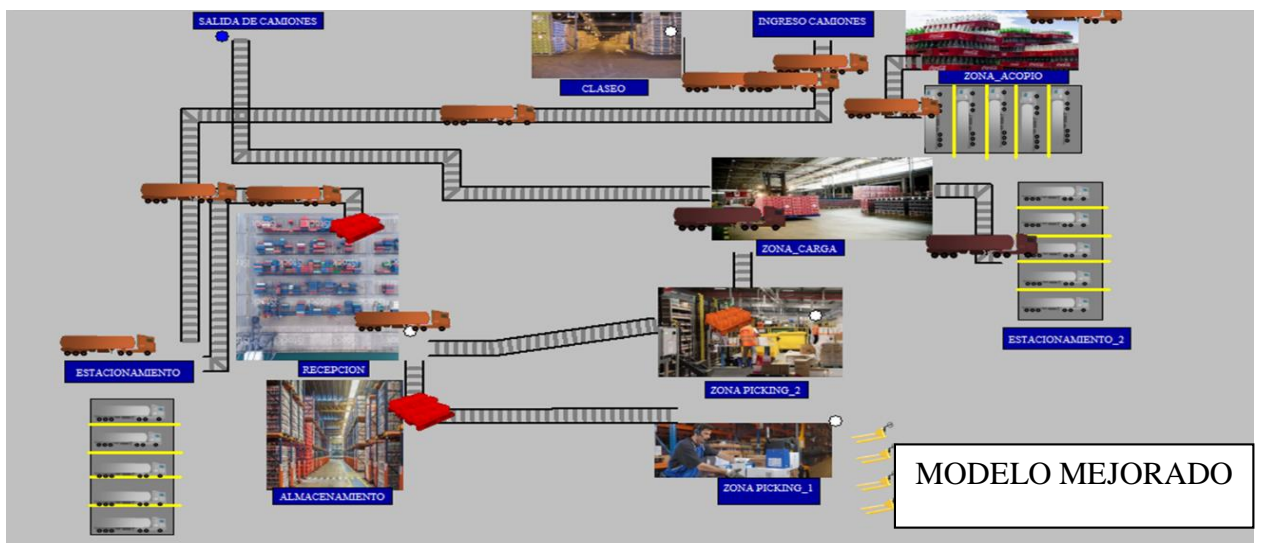 SALIDA DE CAMIONES
INGRESO CAMIONES
CLASEO
ZONA_ACOPIO
ZONA_CARGA
ESTACIONAMIENTO_2
ESTACIONAMIENTO
RECEPCION
ZONA PICKING_2
ALMACENAMIENTO
ZONA PICKING_1
MODELO MEJORADO